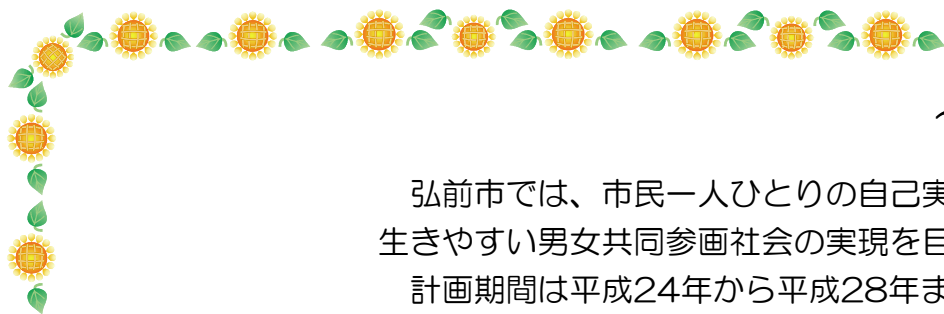 弘前市では、市民一人ひとりの自己実
生きやすい男女共同参画社会の実現を目
計画期間は平成24年から平成28年ま